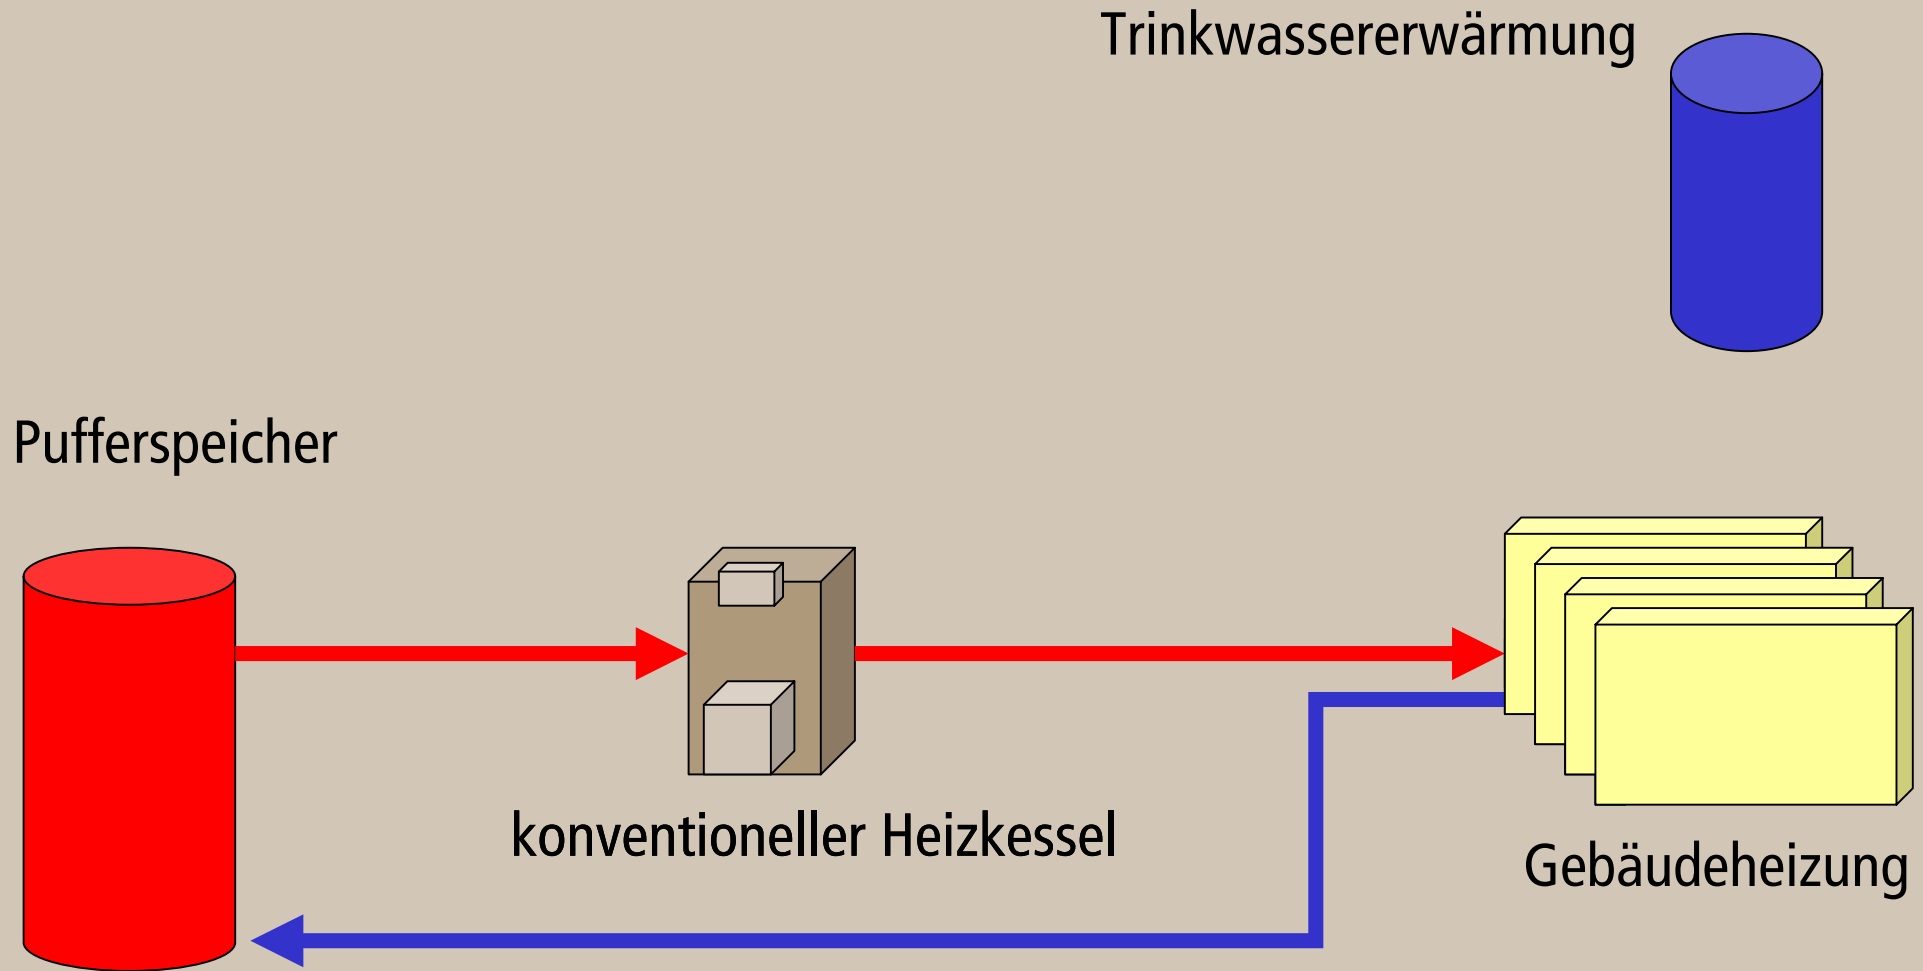 Trinkwassererwärmung
Pufferspeicher
konventioneller Heizkessel
Gebäudeheizung